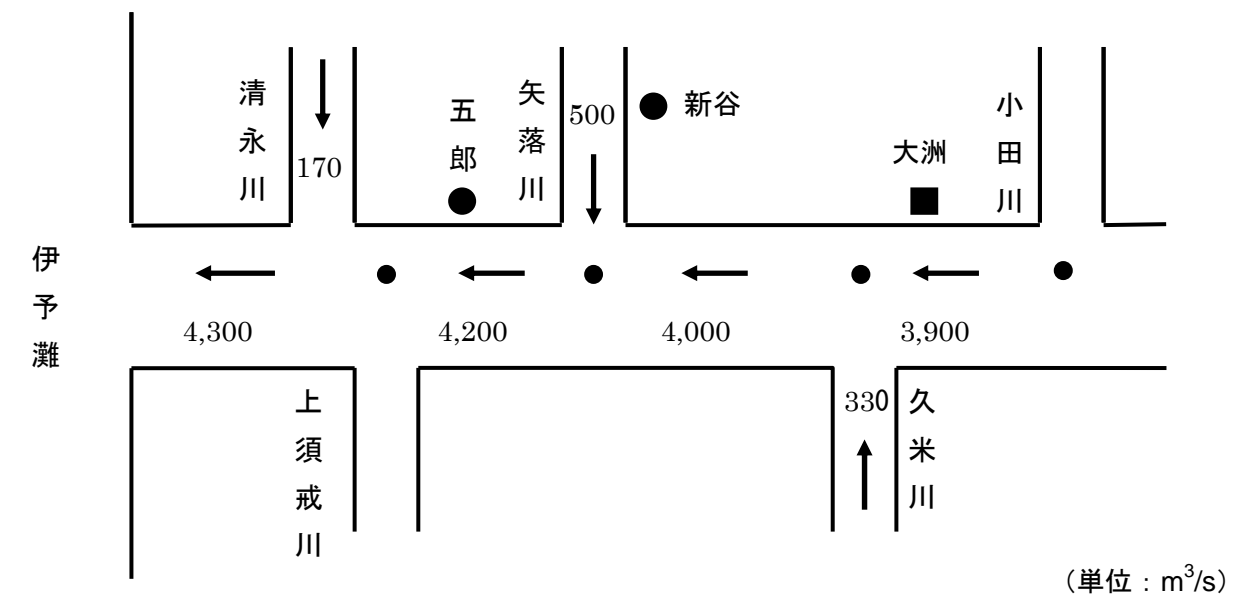 清永川
170
五郎
矢落川
500
新谷
大洲
小田川
伊予灘
4,300
4,200
4,000
3,900
上須戒川
330
久米川
（単位：m³/s）